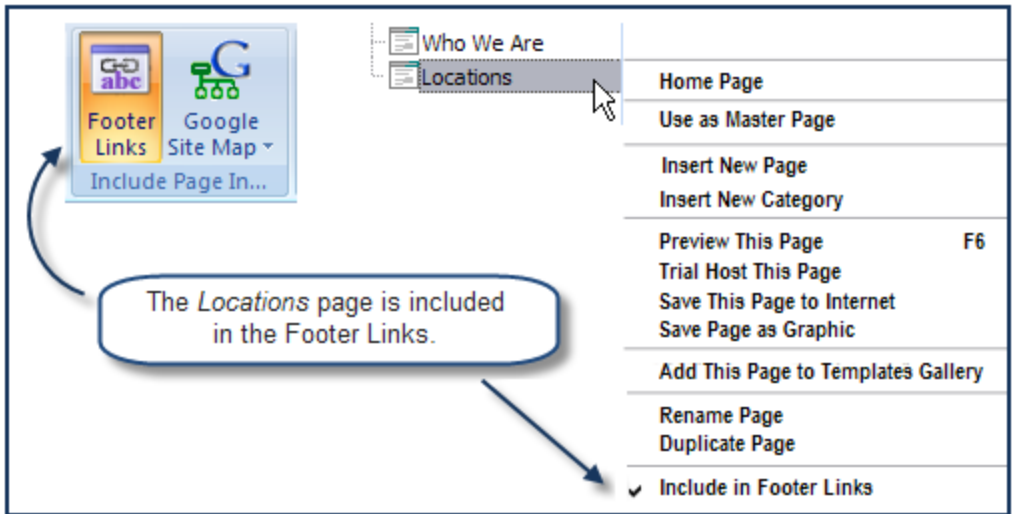 abc
Footer
Links
G
Google
Site Map
Include Page In...
Who We Are
Locations
Home Page
Use as Master Page
Insert New Page
Insert New Category
Preview This Page F6
Trial Host This Page
Save This Page to Internet
Save Page as Graphic
Add This Page to Templates Gallery
Rename Page
Duplicate Page
Include in Footer Links
The Locations page is included
in the Footer Links.